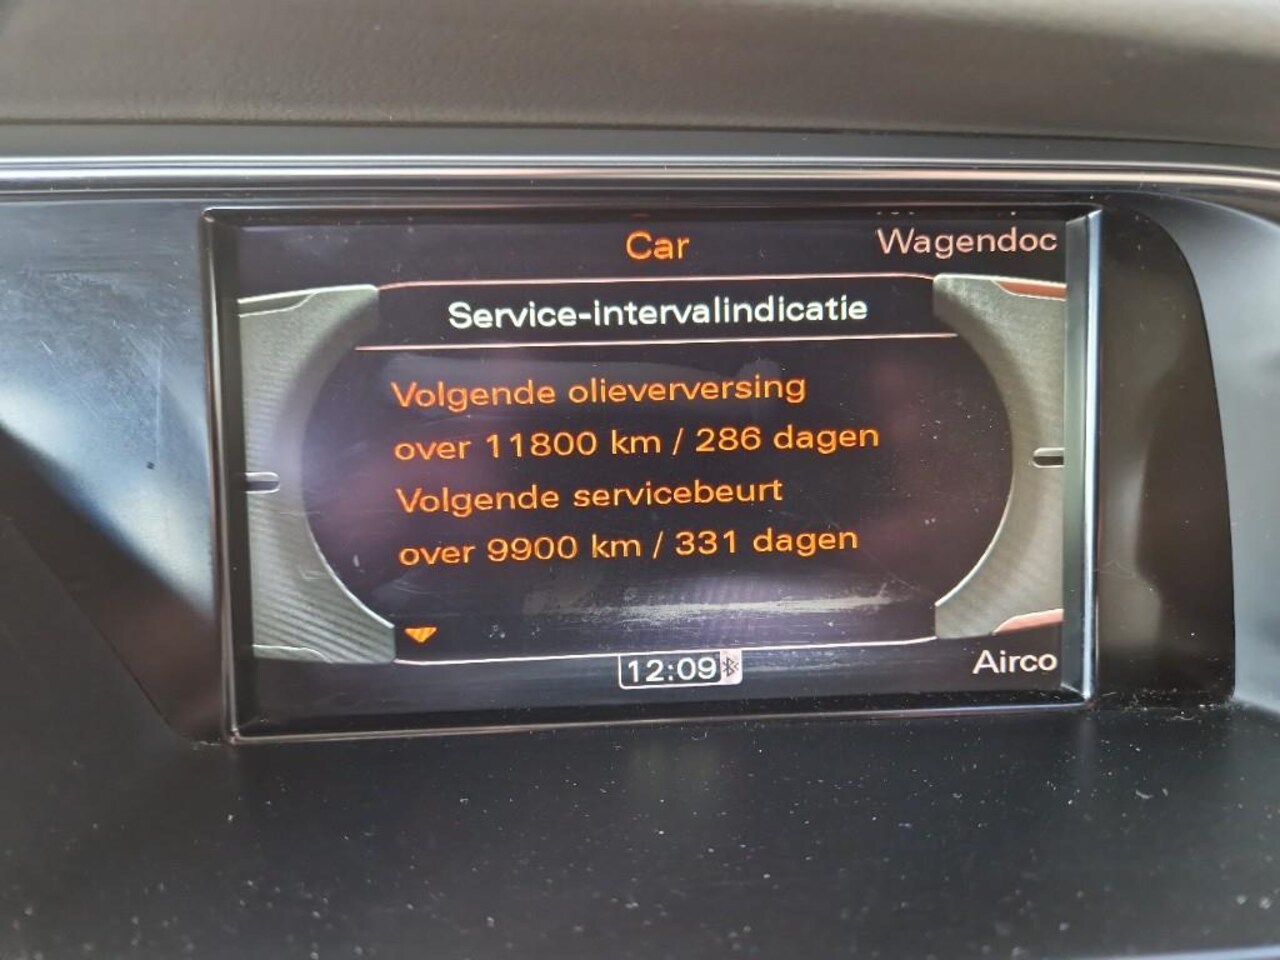 Car
Wagendoc
Service-intervalindicatie
Volgende olieverversing
over 11800 km / 286 dagen
Volgende servicebeurt
over 9900 km / 331 dagen
12:09
Airco